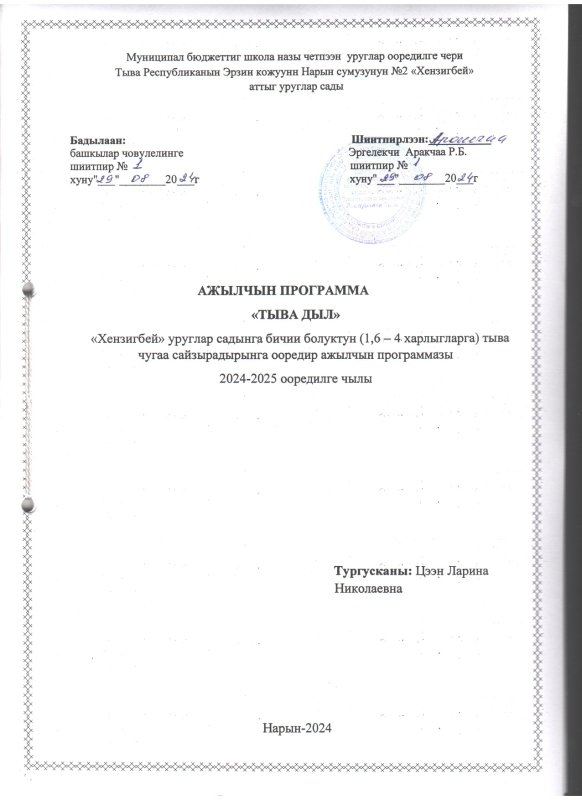 Муниципал бюджеттиг школа назы четпээн уруглар ооредилге чери
Тыва Республиканын Эрзин кожуунн Нарын сумузунун №2 «Хензигбей»
аттыг уруглар сады
Бадылаан:
башкылар човулелинге
шиитпир № 1
хуну"29" 08 2024г
Шиитпирлээн: Аракчаа
Эргелекчи Аракчаа Р.Б.
шиитпир № 1
хуну"29" 08 2024г
АЖЫЛЧЫН ПРОГРАММА
«ТЫВА ДЫЛ»
«Хензигбей» уруглар садынга бичии болуктун (1,6 – 4 харлыгларга) тыва
чугаа сайзырадырынга ооредир ажылчын программазы
2024-2025 ооредилге чылы
Тургусканы: Цээн Ларина
Николаевна
Нарын-2024